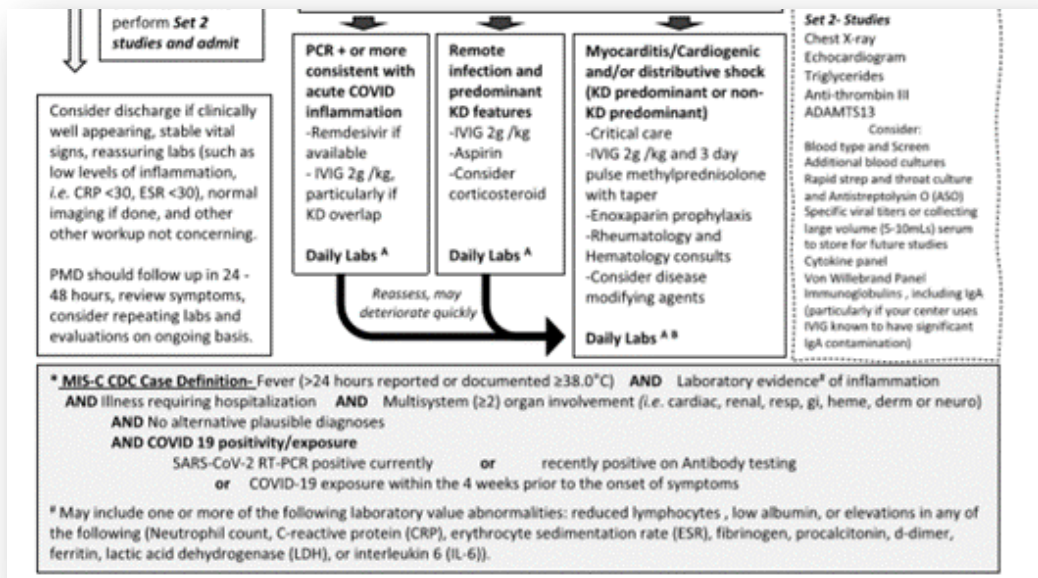 perform Set 2
studies and admit
Consider discharge if clinically
well appearing, stable vital
signs, reassuring labs (such as
low levels of inflammation,
i.e. CRP <30, ESR <30), normal
imaging if done, and other
other workup not concerning.
PMD should follow up in 24 -
48 hours, review symptoms,
consider repeating labs and
evaluations on ongoing basis.
PCR + or more
consistent with
acute COVID
inflammation
-Remdesivir if
available
- IVIG 2g /kg,
particularly if
KD overlap
Daily Labs A
Remote
infection and
predominant
KD features
-IVIG 2g /kg
-Aspirin
-Consider
corticosteroid
Daily Labs A
Reassess, may
deteriorate quickly
Myocarditis/Cardiogenic
and/or distributive shock
(KD predominant or non-
KD predominant)
-Critical care
-IVIG 2g /kg and 3 day
pulse methylprednisolone
with taper
-Enoxaparin prophylaxis
-Rheumatology and
Hematology consults
-Consider disease
modifying agents
Daily Labs A B
Set 2- Studies
Chest X-ray
Echocardiogram
Triglycerides
Anti-thrombin III
ADAMTS13
Consider:
Blood type and Screen
Additional blood cultures
Rapid strep and throat culture
and Antistreptolysin O (ASO)
Specific viral titers or collecting
large volume (5-10mLs) serum
to store for future studies
Cytokine panel
Von Willebrand Panel
Immunoglobulins , including IgA
(particularly if your center uses
IVIG known to have significant
IgA contamination)
* MIS-C CDC Case Definition- Fever (>24 hours reported or documented ≥38.0°C) AND Laboratory evidence# of inflammation
AND Illness requiring hospitalization AND Multisystem (≥2) organ involvement (i.e. cardiac, renal, resp, gi, heme, derm or neuro)
AND No alternative plausible diagnoses
AND COVID 19 positivity/exposure
SARS-CoV-2 RT-PCR positive currently or recently positive on Antibody testing
or COVID-19 exposure within the 4 weeks prior to the onset of symptoms
# May include one or more of the following laboratory value abnormalities: reduced lymphocytes , low albumin, or elevations in any of
the following (Neutrophil count, C-reactive protein (CRP), erythrocyte sedimentation rate (ESR), fibrinogen, procalcitonin, d-dimer,
ferritin, lactic acid dehydrogenase (LDH), or interleukin 6 (IL-6)).